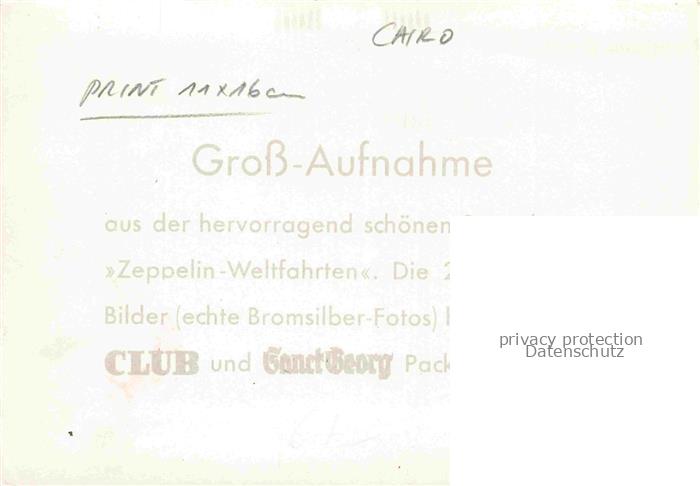 CAIRO
PRINT 11x16cm
Groß-Aufnahme
aus der hervorragend schönen
»Zeppelin-Weltfahrten«. Die 2
Bilder (echte Bromsilber-Fotos)
CLUB und Sanct Georg Pack
privacy protection
Datenschutz